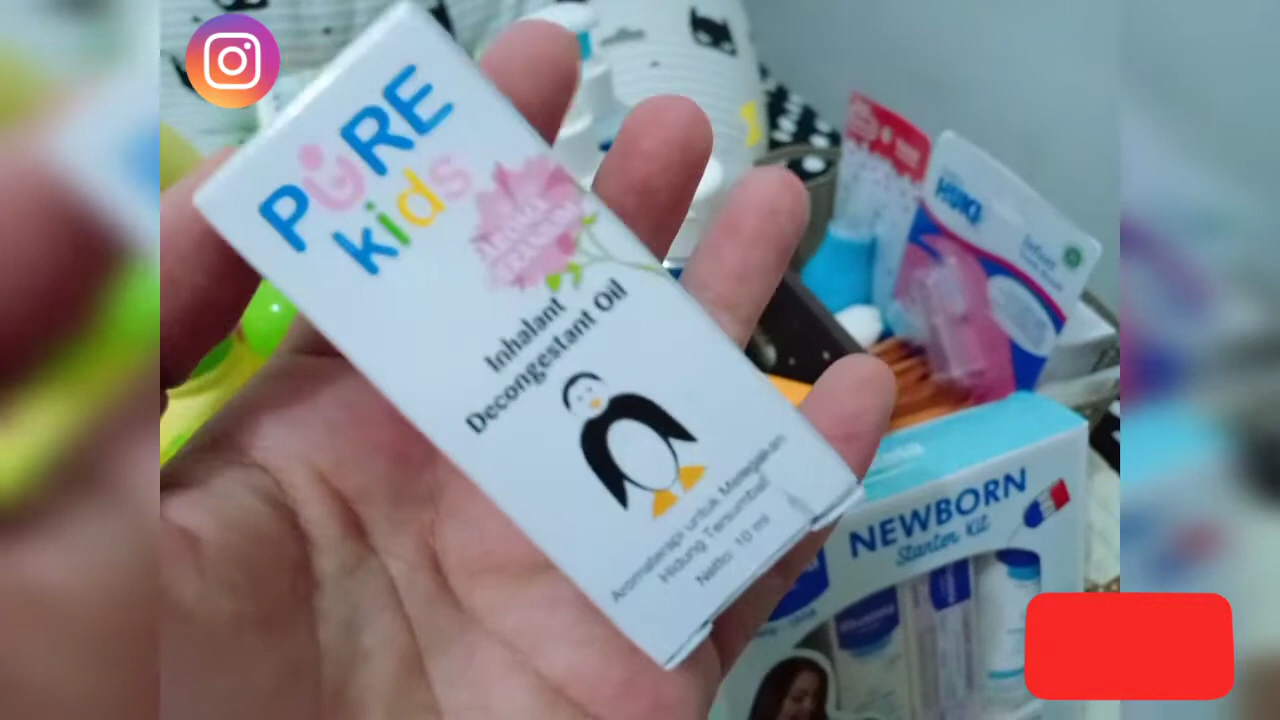 PURE
kids
Inhalant
Decongestant Oil
Aromaterapi untuk Melegakan
Hidung Tersumbat
Netto: 10 ml
HUKI
NEWBORN
Starter Kit